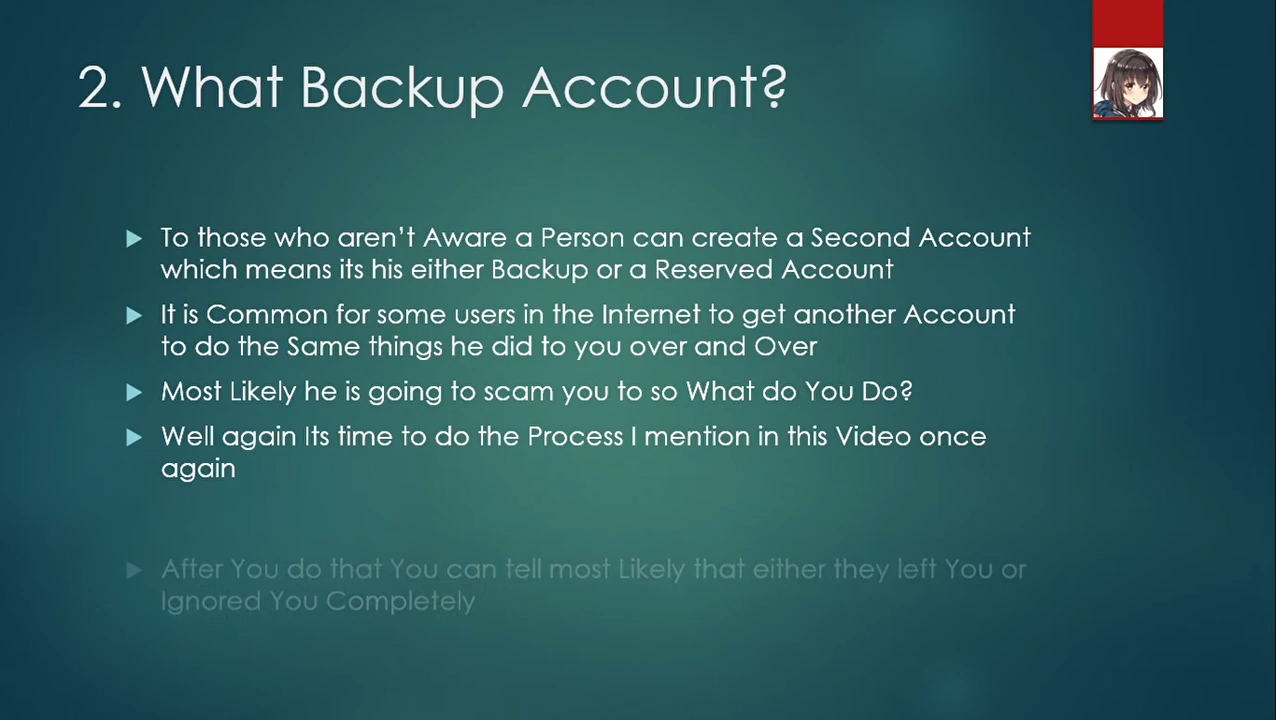 2. What Backup Account?
To those who aren’t Aware a Person can create a Second Account
which means its his either Backup or a Reserved Account
It is Common for some users in the Internet to get another Account
to do the Same things he did to you over and Over
Most Likely he is going to scam you to so What do You Do?
Well again Its time to do the Process I mention in this Video once
again
After You do that You can tell most Likely that either they left You or
Ignored You Completely